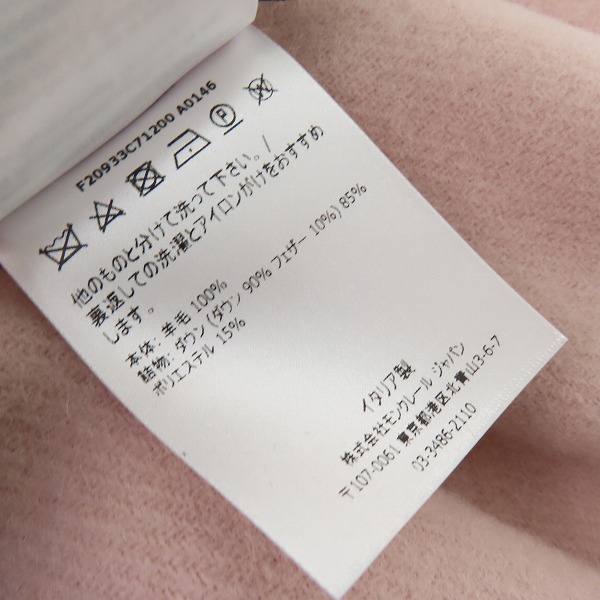 F20933C71200 A0146
P
他のものと分けて洗って下さい。/
裏返しての洗濯とアイロンがけをおすすめ
します。
本体: 羊毛 100%
詰物: ダウン (ダウン 90% フェザー 10%) 85%
ポリエステル 15%
イタリア製
株式会社モンクレール ジャパン
〒107-0061 東京都港区北青山3-6-7
03-3486-2110